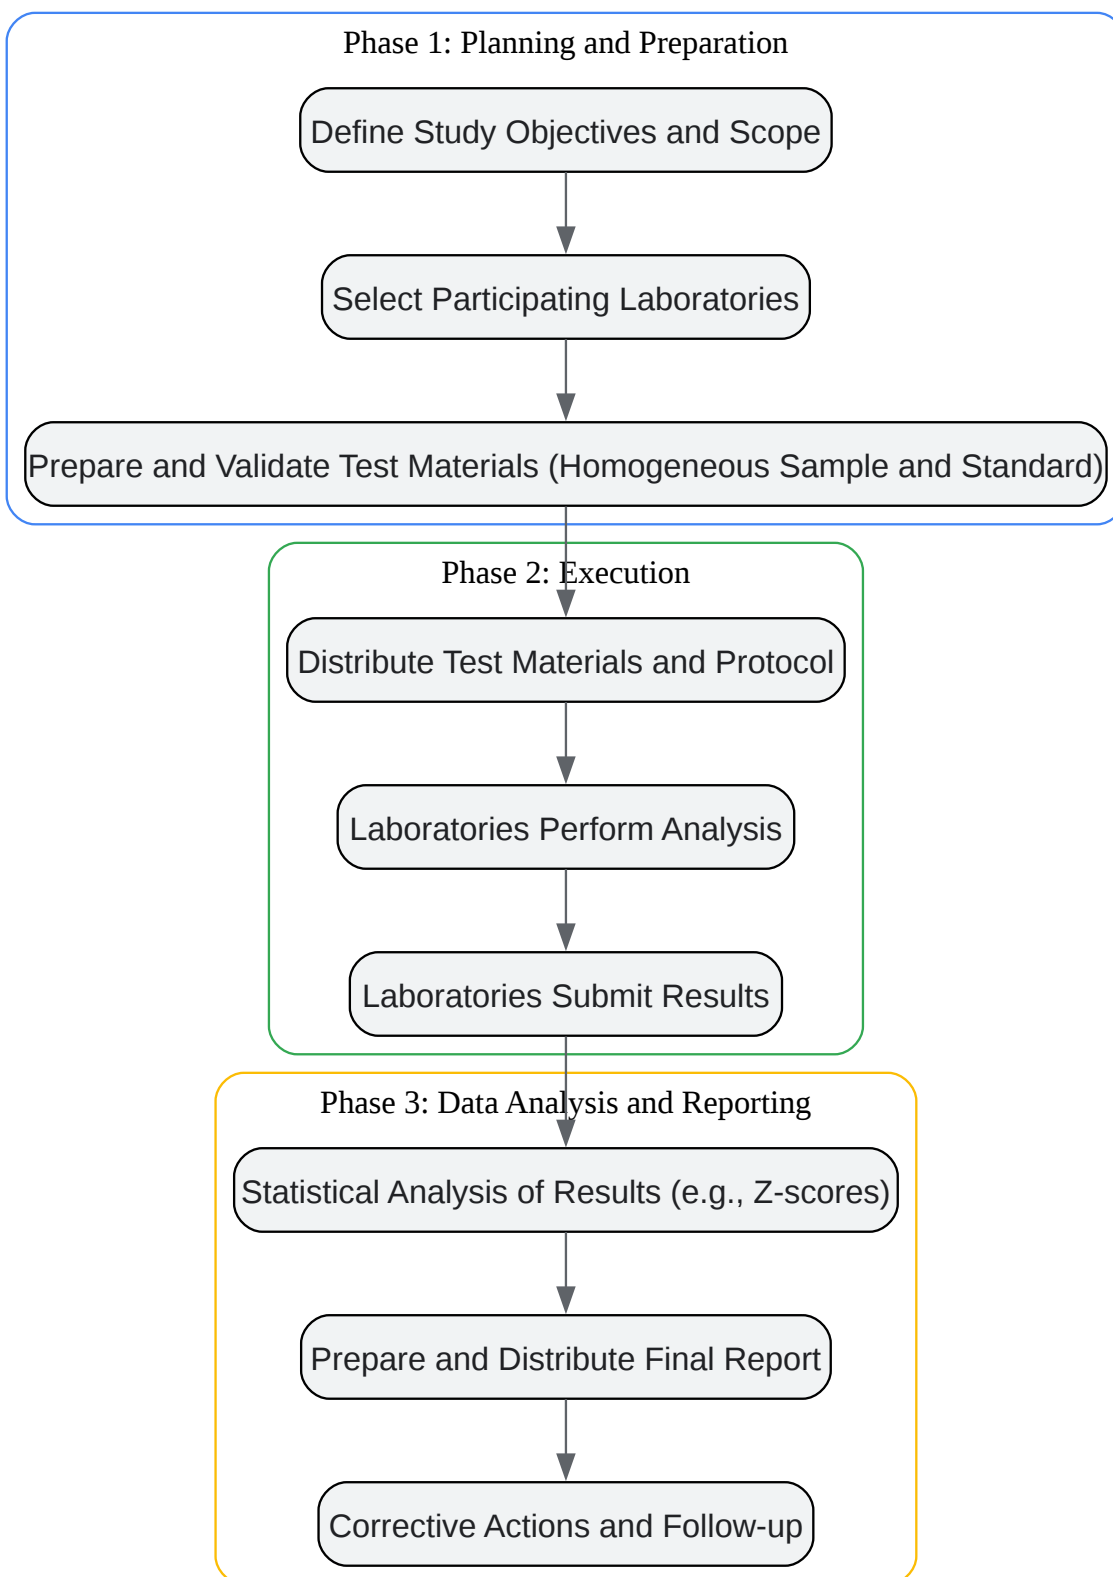 Phase 1: Planning and Preparation
Define Study Objectives and Scope
Select Participating Laboratories
Prepare and Validate Test Materials (Homogeneous Sample and Standard)
Phase 2: Execution
Distribute Test Materials and Protocol
Laboratories Perform Analysis
Laboratories Submit Results
Phase 3: Data Analysis and Reporting
Statistical Analysis of Results (e.g., Z-scores)
Prepare and Distribute Final Report
Corrective Actions and Follow-up